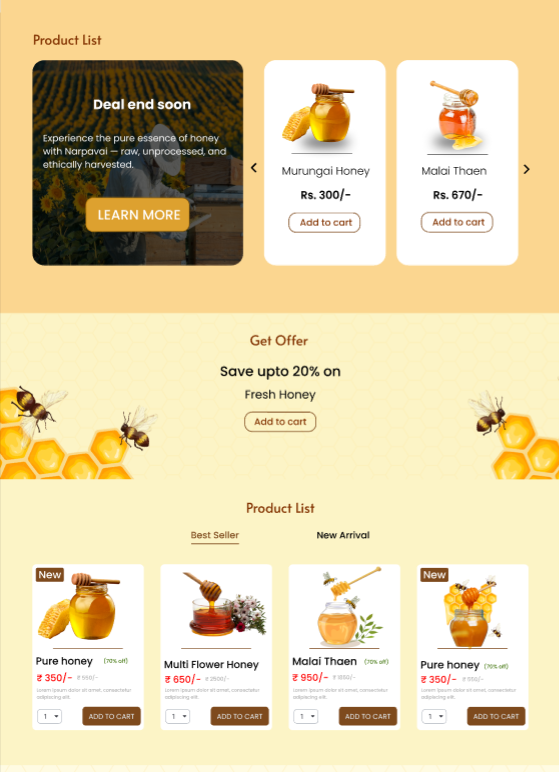 Product List
Deal end soon
Experience the pure essence of honey
with Narpavai — raw, unprocessed, and
ethically harvested.
LEARN MORE
Murungai Honey
Rs. 300/-
Add to cart
Malai Thaen
Rs. 670/-
Add to cart
Get Offer
Save upto 20% on
Fresh Honey
Add to cart
Product List
Best Seller
New Arrival
New
Pure honey (70% off)
₹ 350/- ₹ 950/-
Lorem ipsum dolor sit amet, consectetur
adipiscing elit.
1
ADD TO CART
Multi Flower Honey
₹ 650/-
Lorem ipsum dolor sit amet, consectetur
adipiscing elit.
1
ADD TO CART
Malai Thaen (70% off)
₹ 950/-
Lorem ipsum dolor sit amet, consectetur
adipiscing elit.
1
ADD TO CART
New
Pure honey (70% off)
₹ 350/- ₹ 950/-
Lorem ipsum dolor sit amet, consectetur
adipiscing elit.
1
ADD TO CART